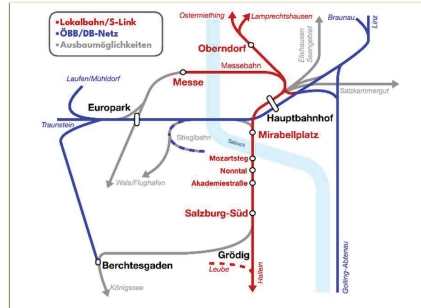 •Lokalbahn/S-Link
•ÖBB/DB-Netz
•Ausbaumöglichkeiten
Ostermiething
Lamprechtshausen
Braunau
Linz
Oberndorf
Elixhausen
Seengebiet
Messebahn
Laufen/Mühldorf
Messe
Salzkammergut
Europark
Hauptbahnhof
Traunstein
Mirabellplatz
Stieglbahn
Salzach
Mozartsteg
Nonntal
Wals/Flughafen
Akademiestraße
Salzburg-Süd
Golling-Abtenau
Grödig
Berchtesgaden
Leube
Hallein
Königssee